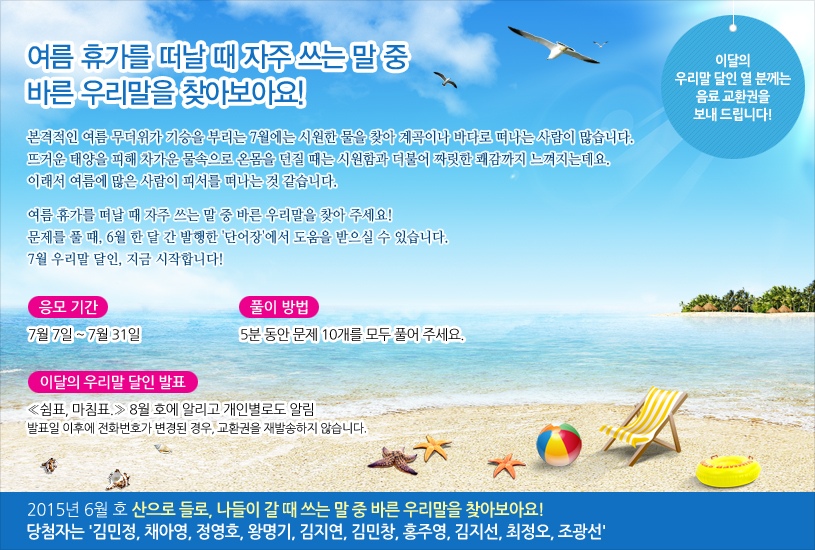 여름 휴가를 떠날 때 자주 쓰는 말 중
바른 우리말을 찾아보아요!
이달의
우리말 달인 열 분께는
음료 교환권을
보내 드립니다!
본격적인 여름 무더위가 기승을 부리는 7월에는 시원한 물을 찾아 계곡이나 바다로 떠나는 사람이 많습니다.
뜨거운 태양을 피해 차가운 물속으로 온몸을 던질 때는 시원함과 더불어 짜릿한 쾌감까지 느껴지는데요.
이래서 여름에 많은 사람이 피서를 떠나는 것 같습니다.
여름 휴가를 떠날 때 자주 쓰는 말 중 바른 우리말을 찾아 주세요!
문제를 풀 때, 6월 한 달 간 발행한 '단어장'에서 도움을 받으실 수 있습니다.
7월 우리말 달인, 지금 시작합니다!
응모 기간
7월 7일 ~ 7월 31일
풀이 방법
5분 동안 문제 10개를 모두 풀어 주세요.
이달의 우리말 달인 발표
≪쉼표, 마침표.≫ 8월 호에 알리고 개인별로도 알림
발표일 이후에 전화번호가 변경된 경우, 교환권을 재발송하지 않습니다.
2015년 6월 호 산으로 들로, 나들이 갈 때 쓰는 말 중 바른 우리말을 찾아보아요!
당첨자는 '김민정, 채아영, 정영호, 왕명기, 김지연, 김민창, 홍주영, 김지선, 최정오, 조광선'